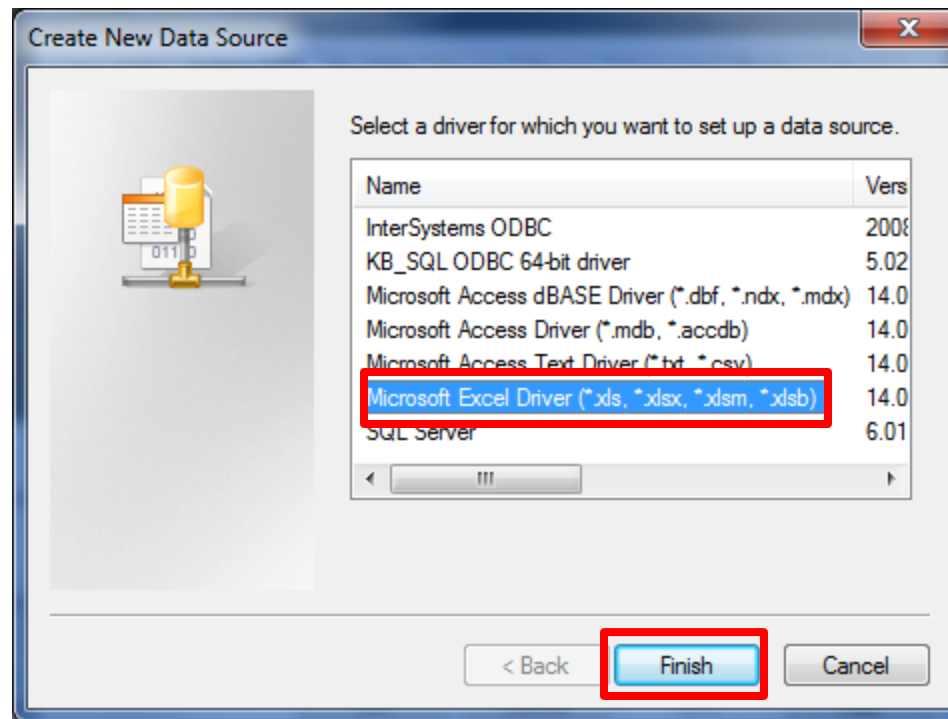 Create New Data Source
Select a driver for which you want to set up a data source.
Name Vers
InterSystems ODBC 2008
KB_SQL ODBC 64-bit driver 5.02
Microsoft Access dBASE Driver (*.dbf, *.ndx, *.mdx) 14.0
Microsoft Access Driver (*.mdb, *.accdb) 14.0
Microsoft Access Text Driver (*.txt, *.csv) 14.0
Microsoft Excel Driver (*.xls, *.xlsx, *.xlsm, *.xlsb) 14.0
SQL Server 6.01
< Back Finish Cancel